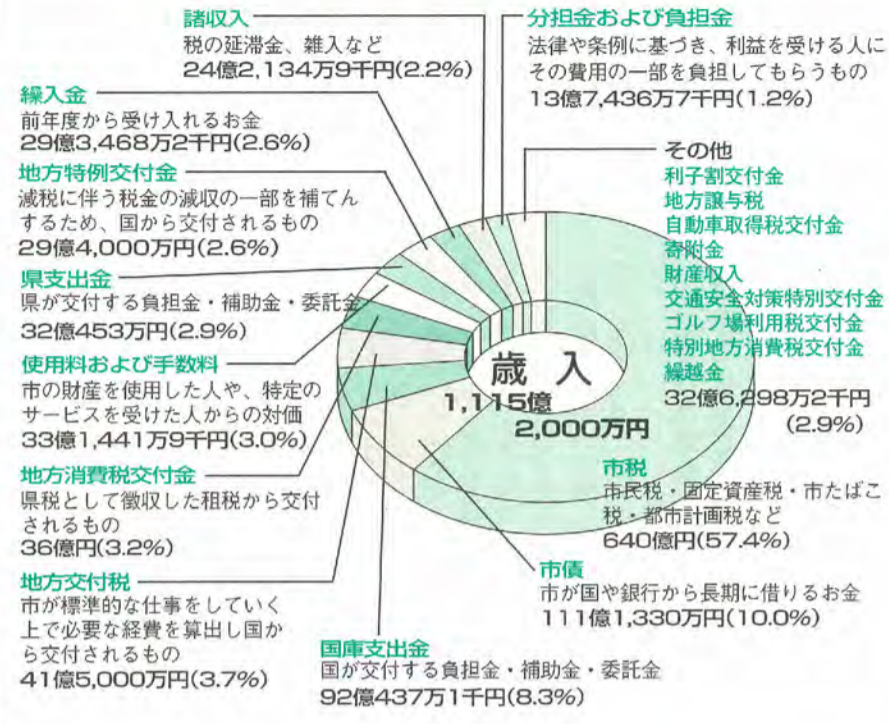 諸収入
税の延滞金、雑入など
24億2,134万9千円(2.2%)
分担金および負担金
法律や条例に基づき、利益を受ける人に
その費用の一部を負担してもらうもの
13億7,436万7千円(1.2%)
繰入金
前年度から受け入れるお金
29億3,468万2千円(2.6%)
地方特例交付金
減税に伴う税金の減収の一部を補てん
するため、国から交付されるもの
29億4,000万円(2.6%)
県支出金
県が交付する負担金・補助金・委託金
32億453万円(2.9%)
使用料および手数料
市の財産を使用した人や、特定の
サービスを受けた人からの対価
33億1,441万9千円(3.0%)
地方消費税交付金
県税として徴収した租税から交付
されるもの
36億円(3.2%)
地方交付税
市が標準的な仕事をしていく
上で必要な経費を算出し国か
ら交付されるもの
41億5,000万円(3.7%)
国庫支出金
国が交付する負担金・補助金・委託金
92億437万1千円(8.3%)
市債
市が国や銀行から長期に借りるお金
111億1,330万円(10.0%)
市税
市民税・固定資産税・市たばこ
税・都市計画税など
640億円(57.4%)
その他
利子割交付金
地方譲与税
自動車取得税交付金
寄附金
財産収入
交通安全対策特別交付金
ゴルフ場利用税交付金
特別地方消費税交付金
繰越金
32億6,298万2千円
(2.9%)
歳入
1,115億
2,000万円